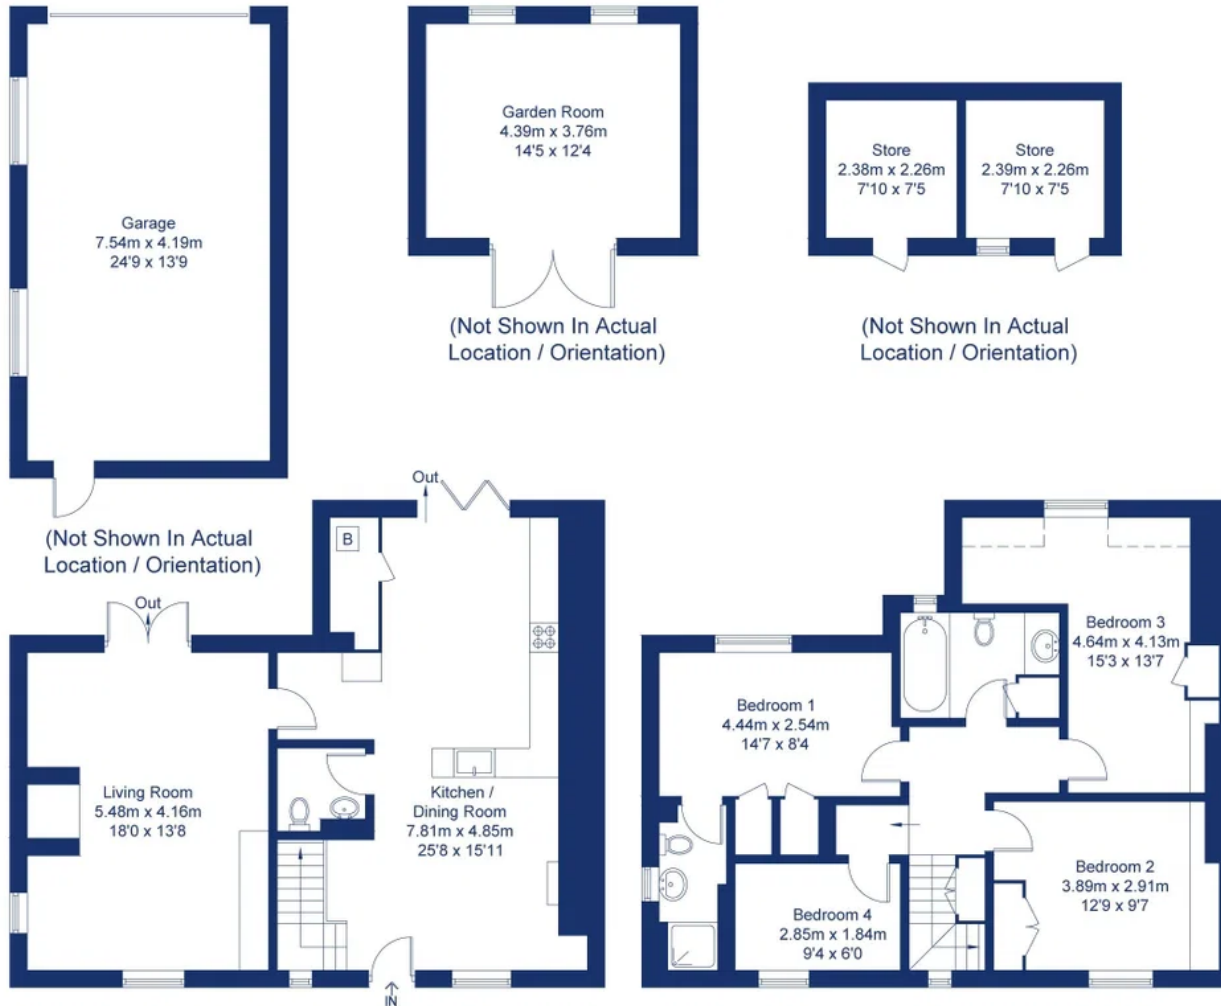 Garage
7.54m x 4.19m
24'9 x 13'9
(Not Shown In Actual
Location / Orientation)
Garden Room
4.39m x 3.76m
14'5 x 12'4
(Not Shown In Actual
Location / Orientation)
Store
2.38m x 2.26m
7'10 x 7'5
Store
2.39m x 2.26m
7'10 x 7'5
(Not Shown In Actual
Location / Orientation)
Out
Out
B
Living Room
5.48m x 4.16m
18'0 x 13'8
Kitchen /
Dining Room
7.81m x 4.85m
25'8 x 15'11
IN
Bedroom 1
4.44m x 2.54m
14'7 x 8'4
Bedroom 3
4.64m x 4.13m
15'3 x 13'7
Bedroom 2
3.89m x 2.91m
12'9 x 9'7
Bedroom 4
2.85m x 1.84m
9'4 x 6'0